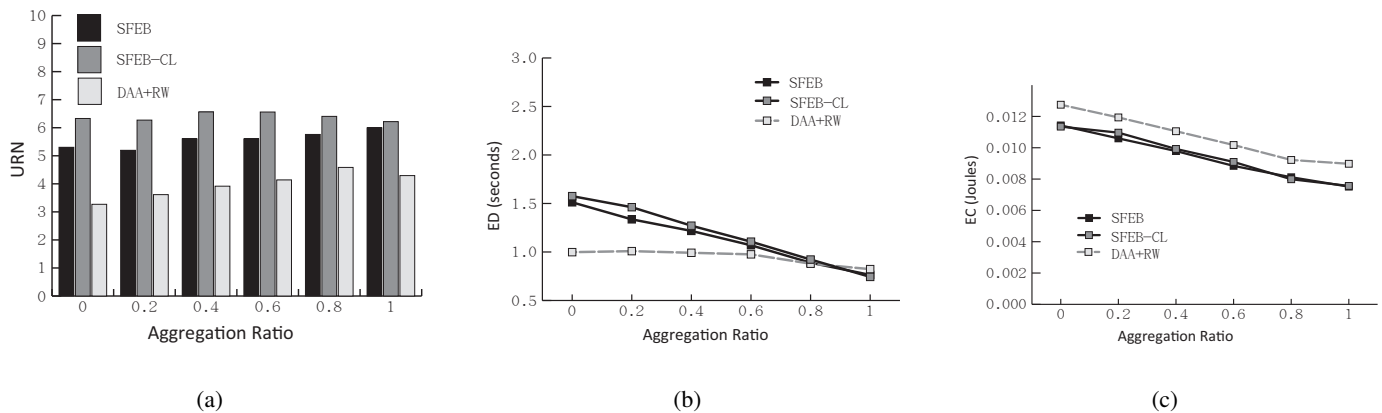 10
9
8
7
6
5
4
3
2
1
0
URN
SFEB
SFEB-CL
DAA+RW
0 0.2 0.4 0.6 0.8 1
Aggregation Ratio
(a)
3.0
2.5
2.0
1.5
1.0
0.5
ED (seconds)
SFEB
SFEB-CL
DAA+RW
0 0.2 0.4 0.6 0.8 1
Aggregation Ratio
(b)
0.012
0.010
0.008
0.006
0.004
0.002
0.000
EC (Joules)
SFEB
SFEB-CL
DAA+RW
0 0.2 0.4 0.6 0.8 1
Aggregation Ratio
(c)